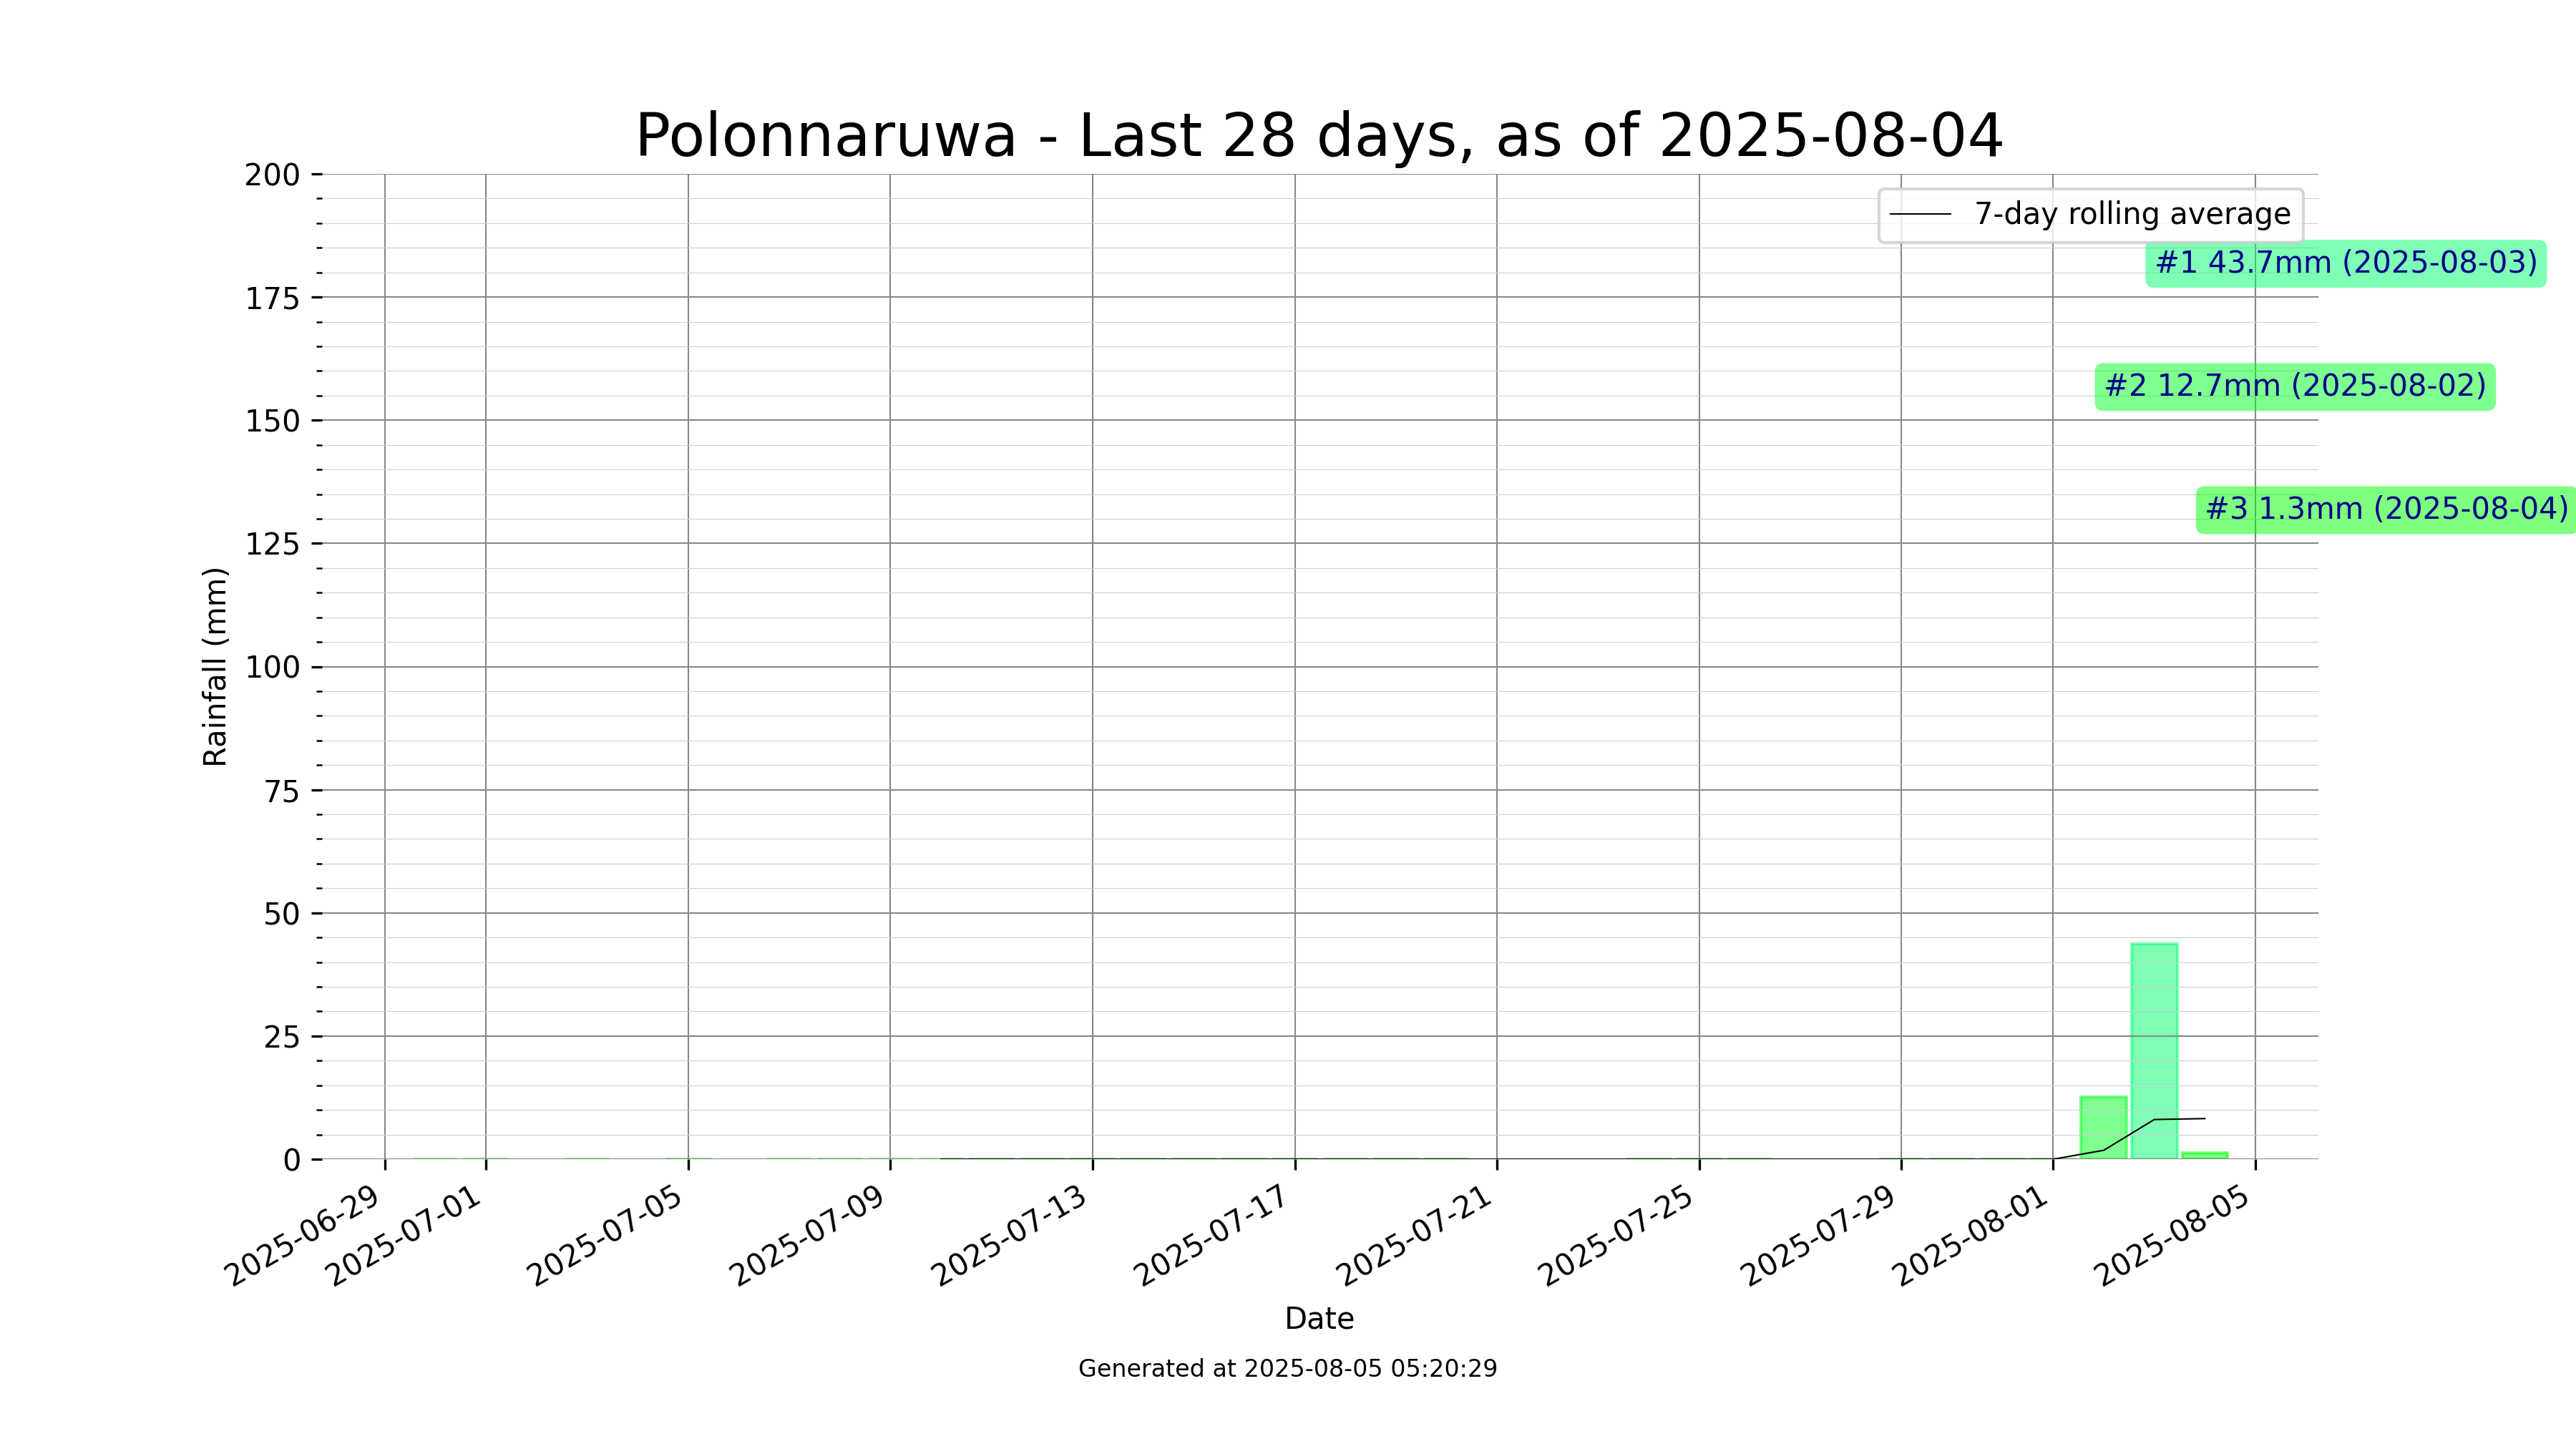 Polonnaruwa - Last 28 days, as of 2025-08-04
7-day rolling average
#1 43.7mm (2025-08-03)
#2 12.7mm (2025-08-02)
#3 1.3mm (2025-08-04)
Rainfall (mm)
200
175
150
125
100
75
50
25
0
2025-06-29
2025-07-01
2025-07-05
2025-07-09
2025-07-13
2025-07-17
2025-07-21
2025-07-25
2025-07-29
2025-08-01
2025-08-05
Date
Generated at 2025-08-05 05:20:29